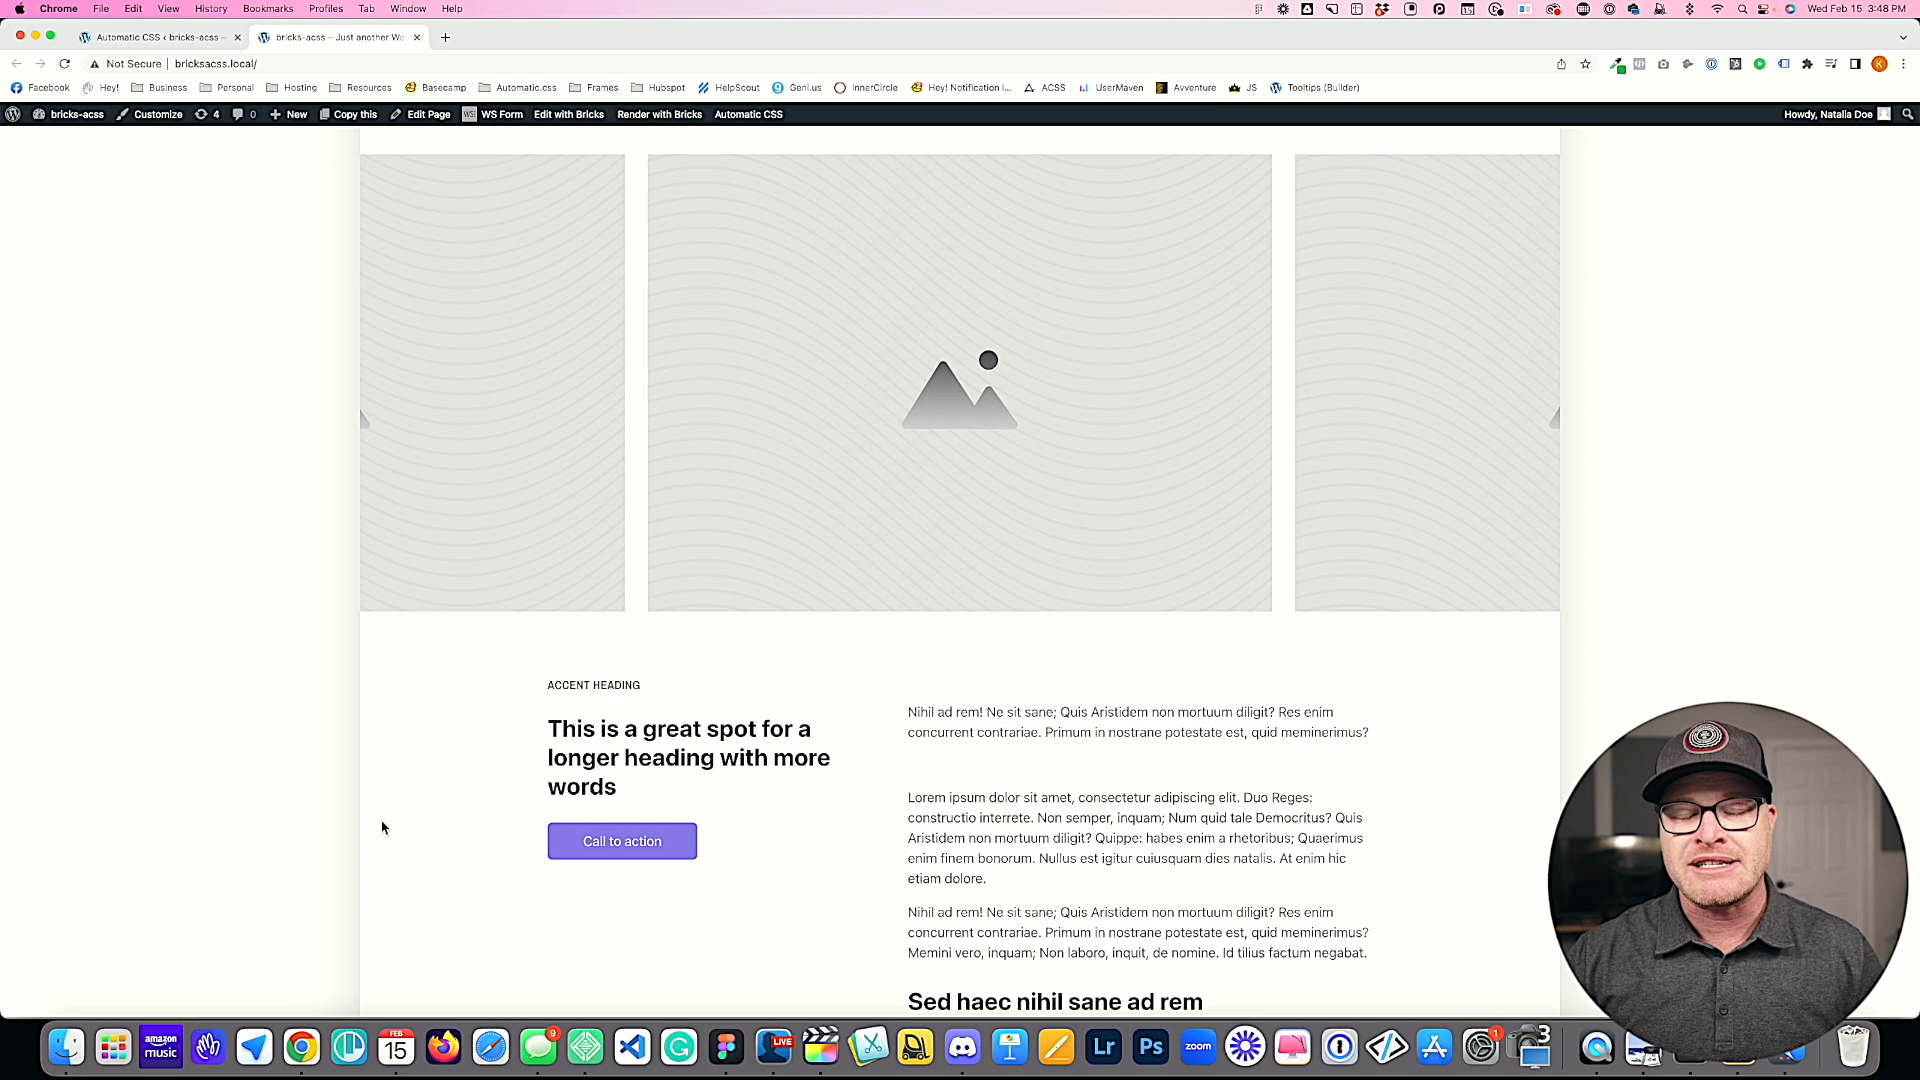 Chrome File Edit View History Bookmarks Profiles Tab Window Help Wed Feb 15 3:48 PM
Automatic CSS ‹ bricks-acss – bricks-acss – Just another Wo
Not Secure bricksacss.local/
Facebook Hey! Business Personal Hosting Resources Basecamp Automatic.css Frames Hubspot HelpScout Geni.us InnerCircle Hey! Notification i... ACSS UserMaven Avventure JS Tooltips (Builder)
bricks-acss Customize 4 0 New Copy this Edit Page WS Form Edit with Bricks Render with Bricks Automatic CSS Howdy, Natalia Doe
ACCENT HEADING
This is a great spot for a
longer heading with more
words
Call to action
Nihil ad rem! Ne sit sane; Quis Aristidem non mortuum diligit? Res enim
concurrent contrariae. Primum in nostrane potestate est, quid meminerimus?
Lorem ipsum dolor sit amet, consectetur adipiscing elit. Duo Reges:
constructio interrete. Non semper, inquam; Num quid tale Democritus? Quis
Aristidem non mortuum diligit? Quippe: habes enim a rhetoribus; Quaerimus
enim finem bonorum. Nullus est igitur cuiusquam dies natalis. At enim hic
etiam dolore.
Nihil ad rem! Ne sit sane; Quis Aristidem non mortuum diligit? Res enim
concurrent contrariae. Primum in nostrane potestate est, quid meminerimus?
Memini vero, inquam; Non laboro, inquit, de nomine. Id tilius factum negabat.
Sed haec nihil sane ad rem
amazon music FEB 15 9 LIVE Lr Ps zoom 1 3